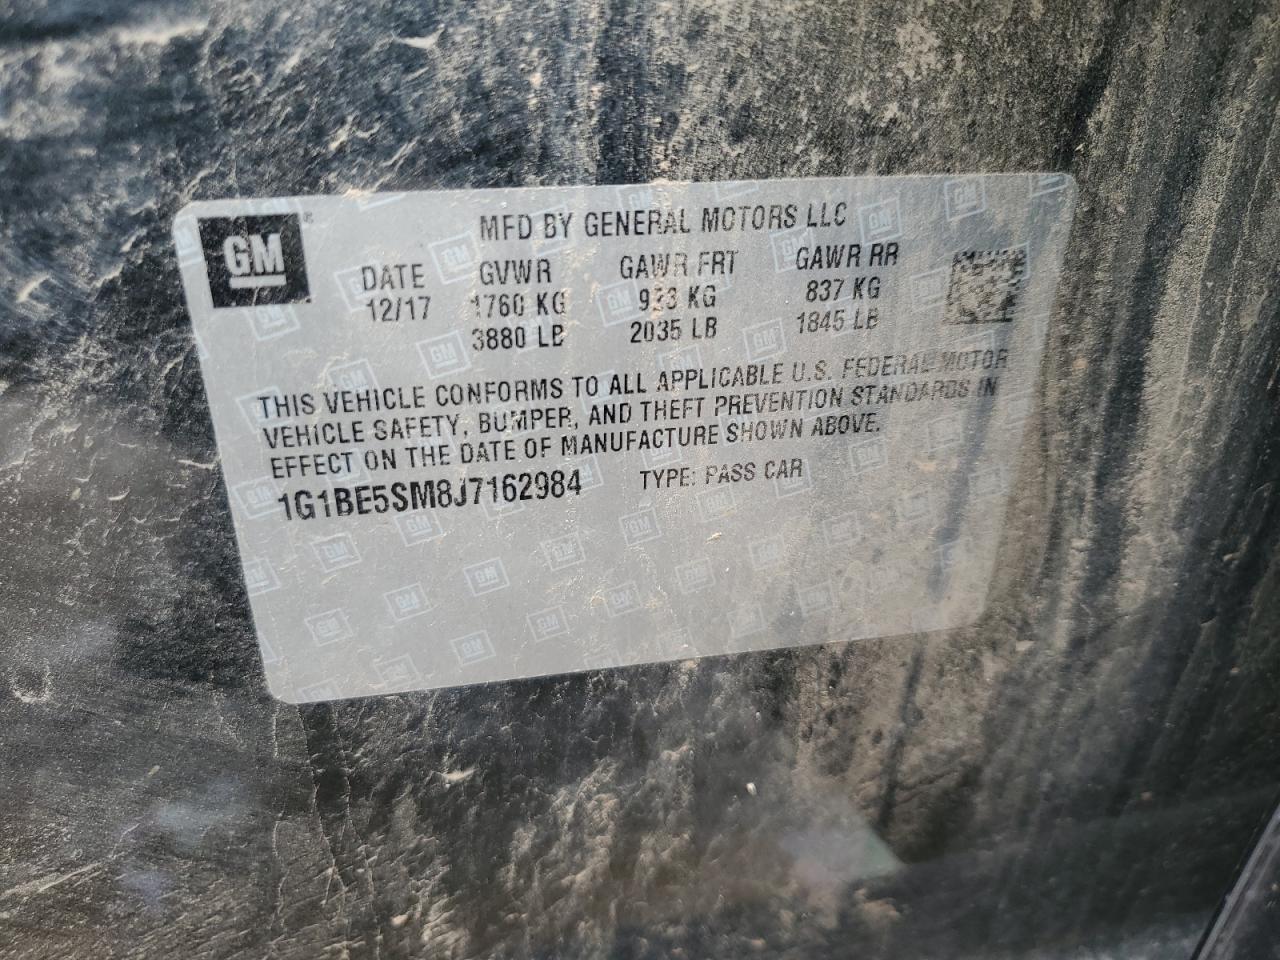 GM
MFD BY GENERAL MOTORS LLC
DATE GVWR GAWR FRT GAWR RR
12/17 1760 KG 923 KG 837 KG
3880 LB 2035 LB 1845 LB
THIS VEHICLE CONFORMS TO ALL APPLICABLE U.S. FEDERAL MOTOR
VEHICLE SAFETY, BUMPER, AND THEFT PREVENTION STANDARDS IN
EFFECT ON THE DATE OF MANUFACTURE SHOWN ABOVE.
1G1BE5SM8J7162984 TYPE: PASS CAR